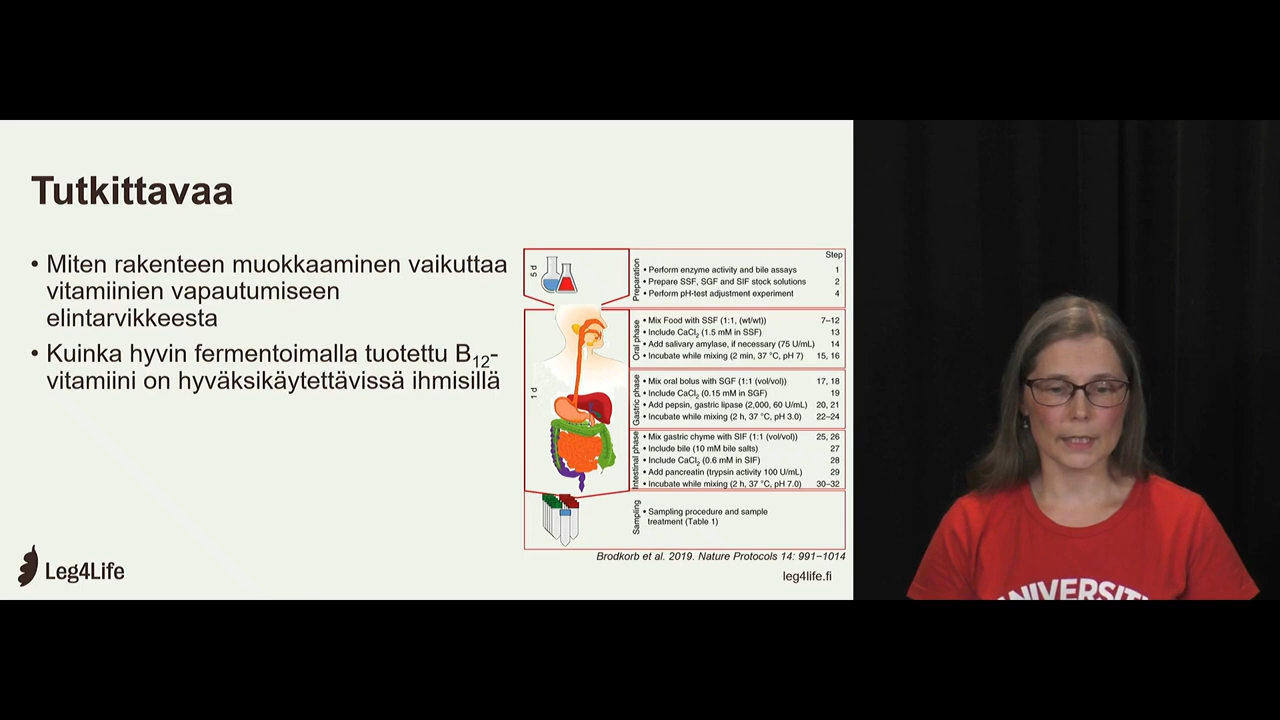 Tutkittavaa
• Miten rakenteen muokkaaminen vaikuttaa
vitamiinien vapautumiseen
elintarvikkeesta
• Kuinka hyvin fermentoimalla tuotettu B₁₂-
vitamiini on hyväksikäytettävissä ihmisillä
Step
5 d
Preparation
• Perform enzyme activity and bile assays 1
• Prepare SSF, SGF and SIF stock solutions 2
• Perform pH-test adjustment experiment 4
1 d
Oral phase
• Mix Food with SSF (1:1, (wt/wt)) 7–12
• Include CaCl₂ (1.5 mM in SSF) 13
• Add salivary amylase, if necessary (75 U/mL) 14
• Incubate while mixing (2 min, 37 °C, pH 7) 15, 16
Gastric phase
• Mix oral bolus with SGF (1:1 (vol/vol)) 17, 18
• Include CaCl₂ (0.15 mM in SGF) 19
• Add pepsin, gastric lipase (2,000, 60 U/mL) 20, 21
• Incubate while mixing (2 h, 37 °C, pH 3.0) 22–24
Intestinal phase
• Mix gastric chyme with SIF (1:1 (vol/vol)) 25, 26
• Include bile (10 mM bile salts) 27
• Include CaCl₂ (0.6 mM in SIF) 28
• Add pancreatin (trypsin activity 100 U/mL) 29
• Incubate while mixing (2 h, 37 °C, pH 7.0) 30–32
Sampling
• Sampling procedure and sample
treatment (Table 1)
Brodkorb et al. 2019. Nature Protocols 14: 991–1014
Leg4Life
leg4life.fi